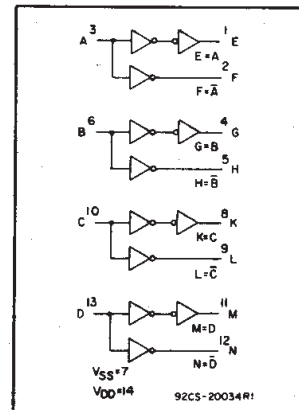 A 3
1 E
E=A
2 F
F=A̅
B 6
4 G
G=B
5 H
H=B̅
C 10
8 K
K=C
9 L
L=C̅
D 13
11 M
M=D
12 N
N=D̅
VSS=7
VDD=14
92CS-20034R1